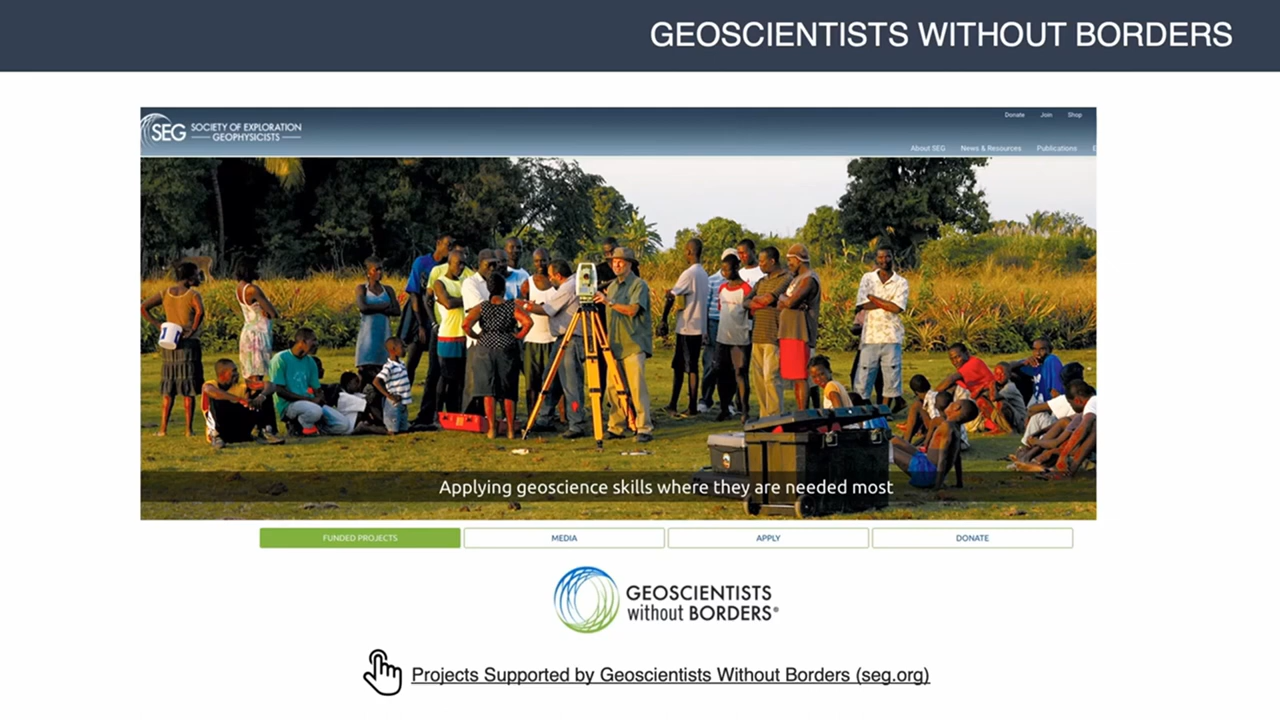 GEOSCIENTISTS WITHOUT BORDERS
Donate Join Shop
SEG SOCIETY OF EXPLORATION
GEOPHYSICISTS
About SEG News & Resources Publications
Applying geoscience skills where they are needed most
FUNDED PROJECTS MEDIA APPLY DONATE
GEOSCIENTISTS
without BORDERS®
Projects Supported by Geoscientists Without Borders (seg.org)